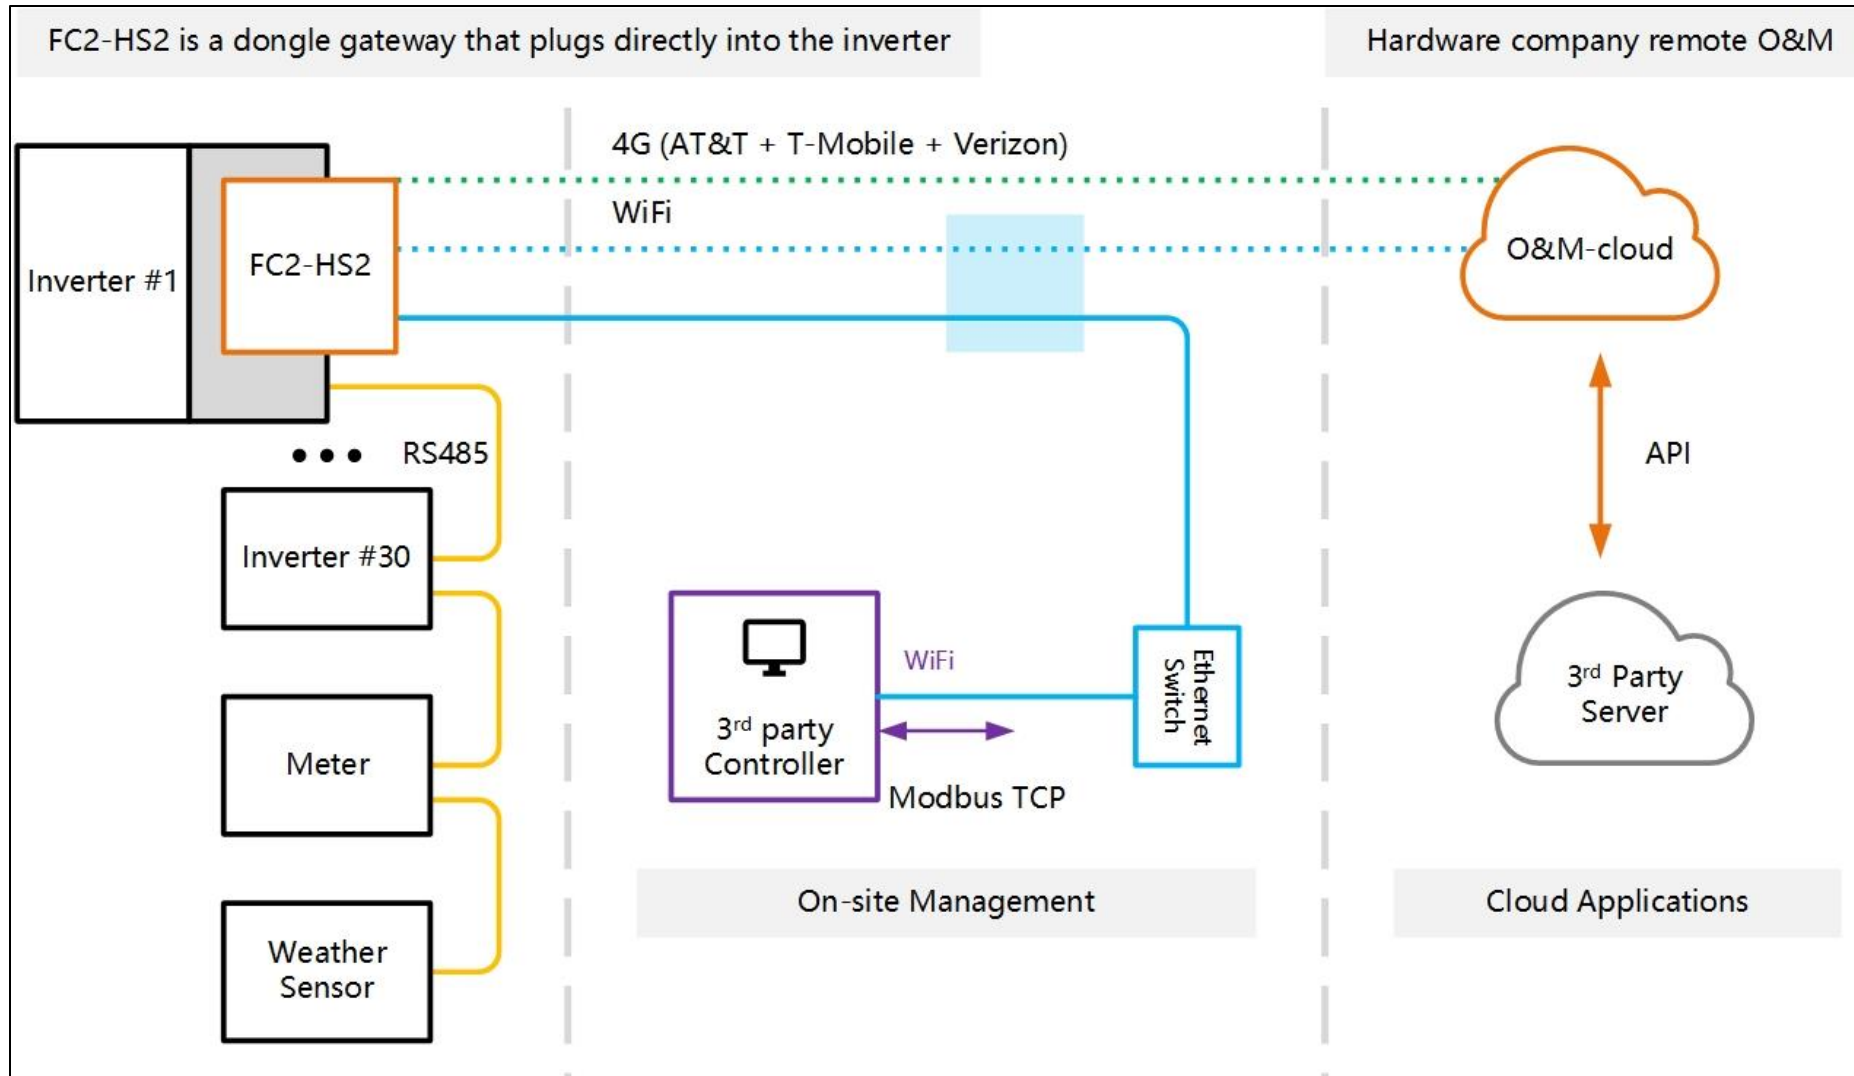 FC2-HS2 is a dongle gateway that plugs directly into the inverter
Hardware company remote O&M
4G (AT&T + T-Mobile + Verizon)
WiFi
Inverter #1
FC2-HS2
O&M-cloud
RS485
API
Inverter #30
WiFi
Ethernet
Switch
3rd party
Controller
Modbus TCP
3rd Party
Server
Meter
On-site Management
Cloud Applications
Weather
Sensor